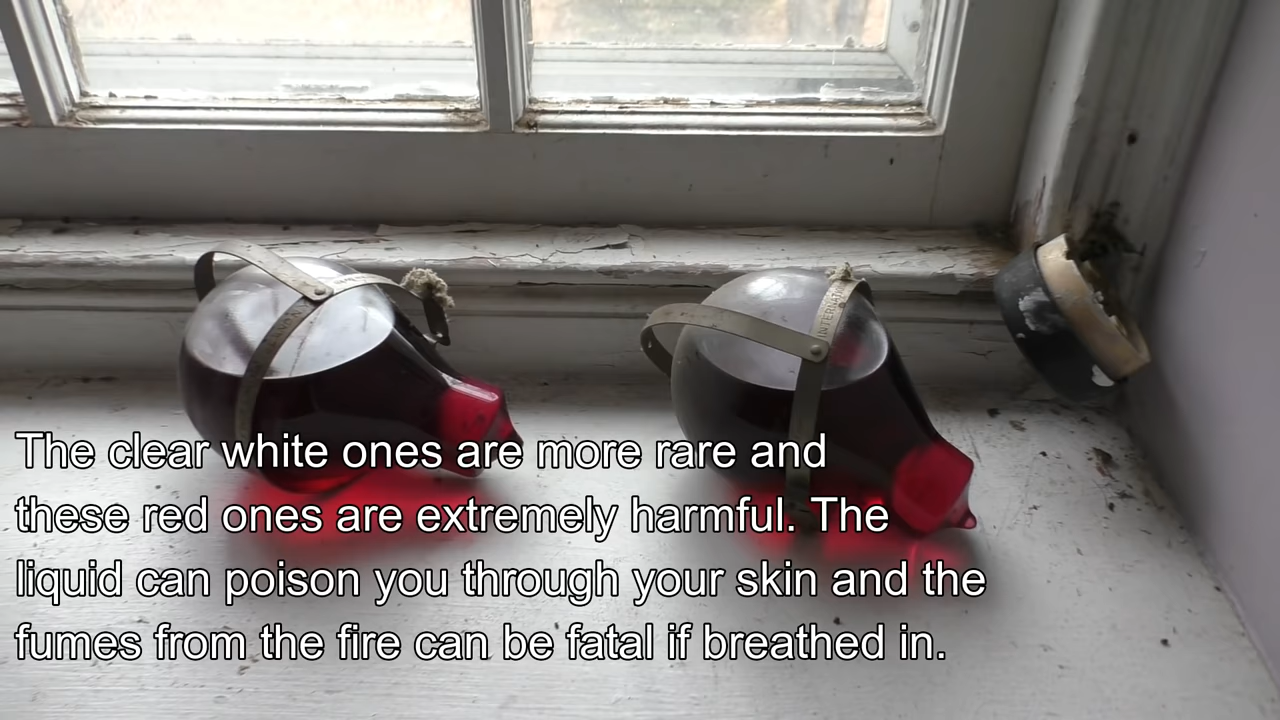 INTERNAT
The clear white ones are more rare and
these red ones are extremely harmful. The
liquid can poison you through your skin and the
fumes from the fire can be fatal if breathed in.